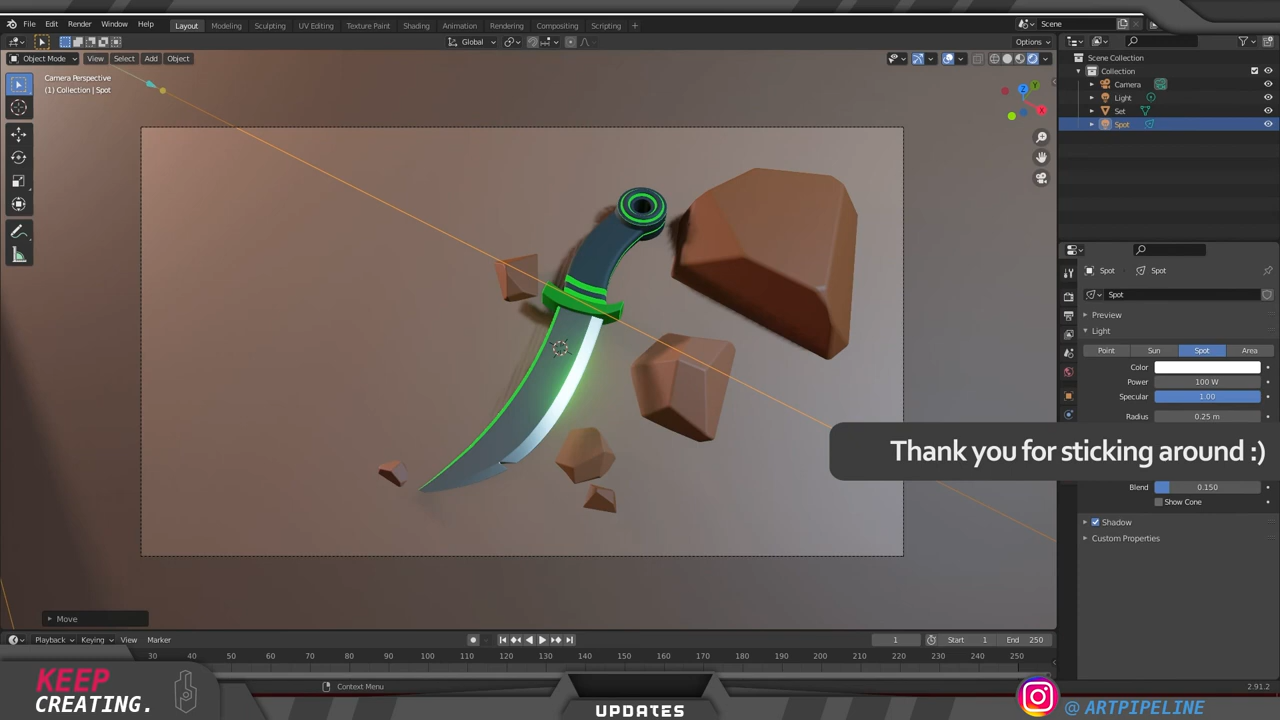 File Edit Render Window Help
Layout Modeling Sculpting UV Editing Texture Paint Shading Animation Rendering Compositing Scripting +
Scene
Global
Options
Object Mode View Select Add Object
Camera Perspective
(1) Collection | Spot
Z
Y
X
Scene Collection
Collection
Camera
Light
Set
Spot
Spot Spot
Spot
Preview
Light
Point Sun Spot Area
Color
Power 100 W
Specular 1.00
Radius 0.25 m
Thank you for sticking around :)
Blend 0.150
Show Cone
Shadow
Custom Properties
Move
Playback Keying View Marker
1 Start 1 End 250
30 40 50 60 70 80 90 100 110 120 130 140 150 160 170 180 190 200 210 220 230 240 250
Context Menu
2.91.2
KEEP
CREATING.
UPDATES
@ ARTPIPELINE